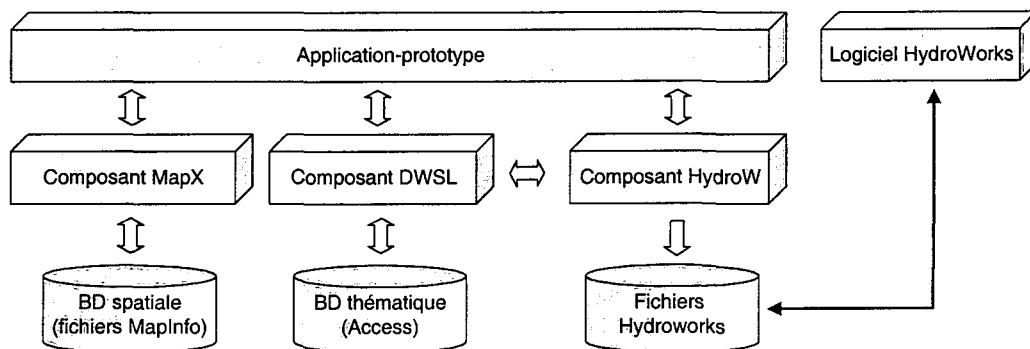 Application-prototype
Logiciel HydroWorks
Composant MapX
Composant DWSL
Composant HydroW
BD spatiale
(fichiers MapInfo)
BD thématique
(Access)
Fichiers
Hydroworks